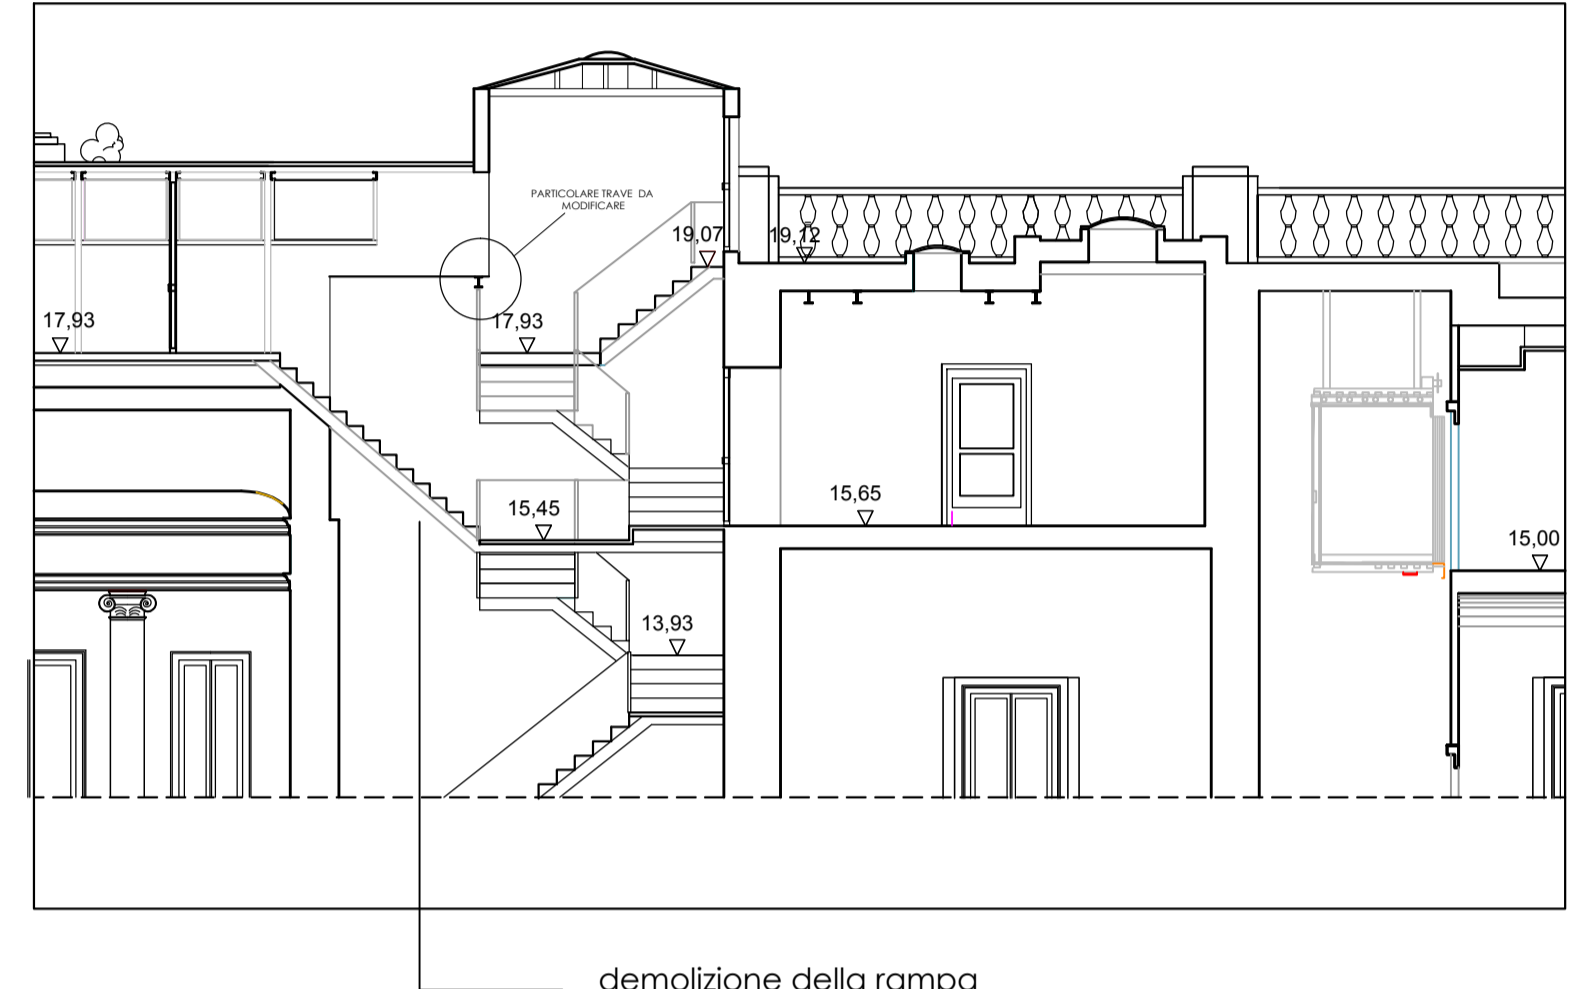 PARTICOLARE TRAVE DA
MODIFICARE
19,07
19,12
17,93
17,93
15,45
15,65
15,00
13,93
demolizione della rampa